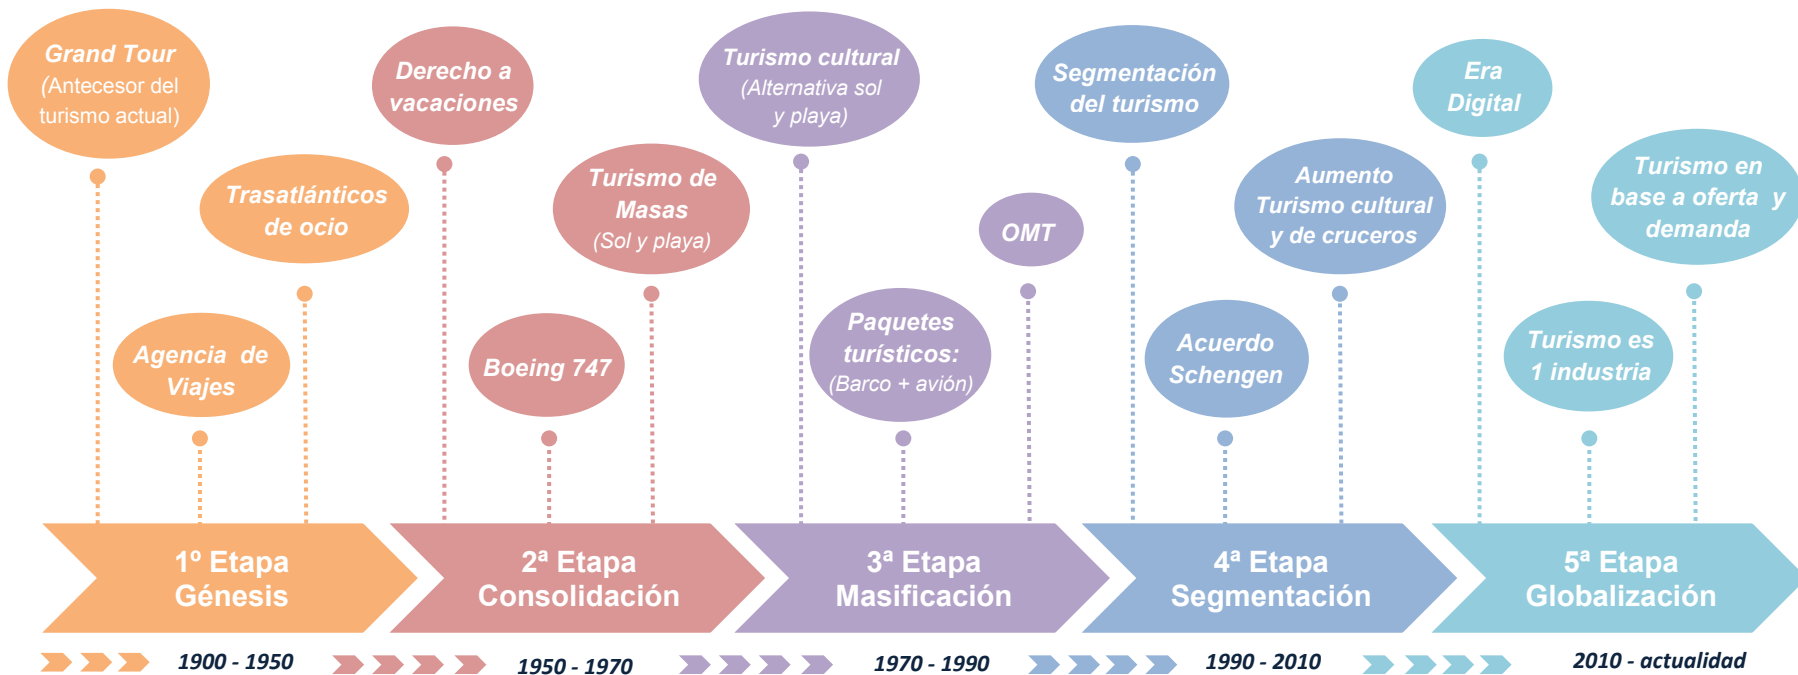 Grand Tour
(Antecesor del
turismo actual)
Agencia de
Viajes
Trasatlánticos
de ocio
Derecho a
vacaciones
Boeing 747
Turismo de
Masas
(Sol y playa)
Turismo cultural
(Alternativa sol
y playa)
Paquetes
turísticos:
(Barco + avión)
OMT
Segmentación
del turismo
Acuerdo
Schengen
Aumento
Turismo cultural
y de cruceros
Era
Digital
Turismo es
1 industria
Turismo en
base a oferta y
demanda
1º Etapa
Génesis
2ª Etapa
Consolidación
3ª Etapa
Masificación
4ª Etapa
Segmentación
5ª Etapa
Globalización
1900 - 1950
1950 - 1970
1970 - 1990
1990 - 2010
2010 - actualidad